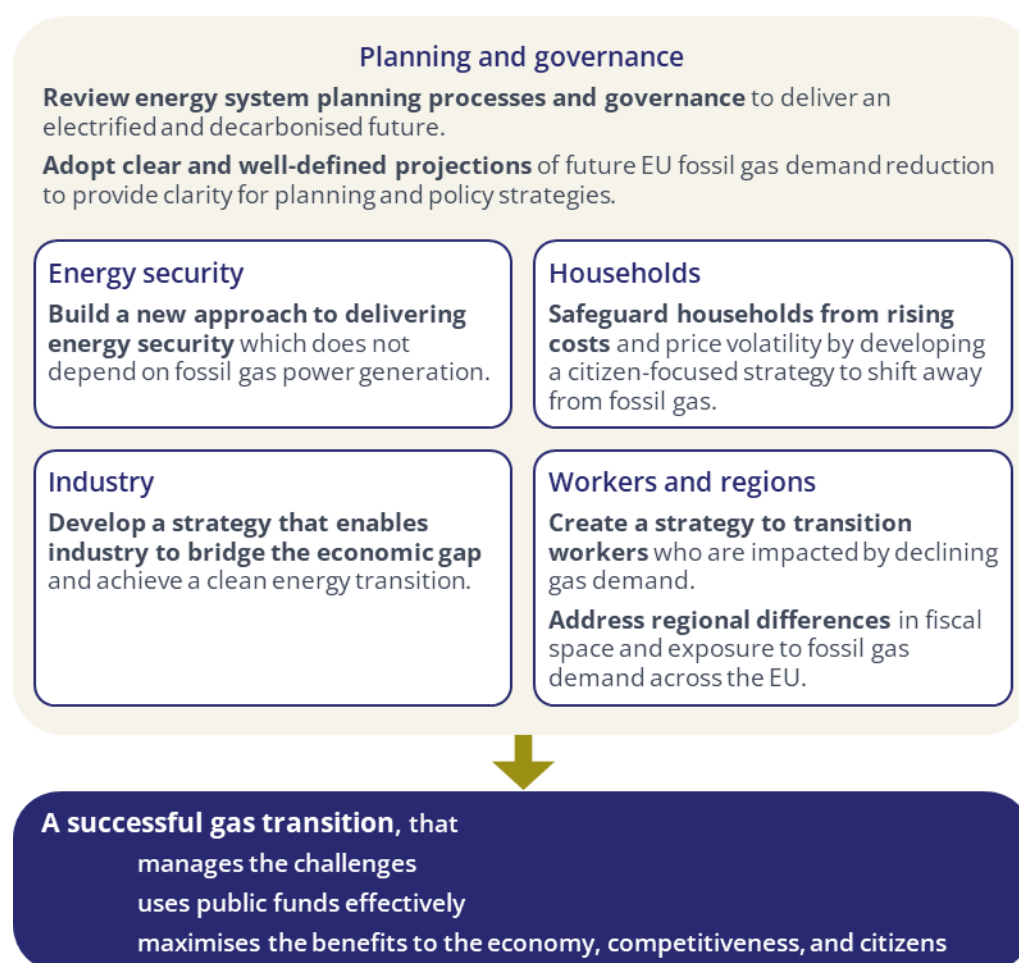 Planning and governance
Review energy system planning processes and governance to deliver an
electrified and decarbonised future.
Adopt clear and well-defined projections of future EU fossil gas demand reduction
to provide clarity for planning and policy strategies.
Energy security
Build a new approach to delivering
energy security which does not
depend on fossil gas power generation.
Households
Safeguard households from rising
costs and price volatility by developing
a citizen-focused strategy to shift away
from fossil gas.
Industry
Develop a strategy that enables
industry to bridge the economic gap
and achieve a clean energy transition.
Workers and regions
Create a strategy to transition
workers who are impacted by declining
gas demand.
Address regional differences in fiscal
space and exposure to fossil gas
demand across the EU.
A successful gas transition, that
manages the challenges
uses public funds effectively
maximises the benefits to the economy, competitiveness, and citizens